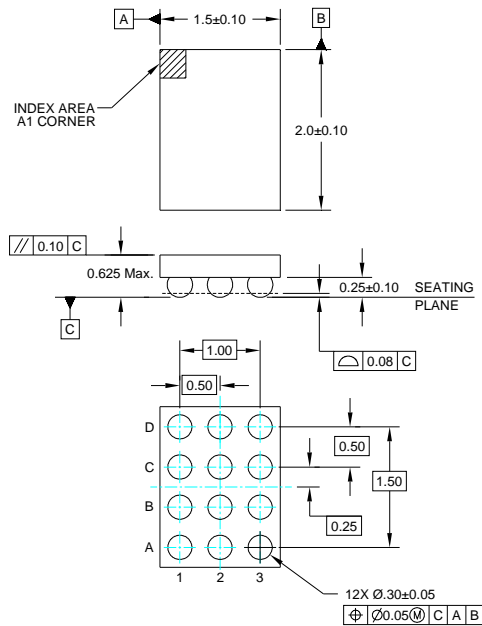 A
1.5±0.10
B
INDEX AREA
A1 CORNER
2.0±0.10
// 0.10 C
0.625 Max.
0.25±0.10
SEATING
PLANE
C
⌓ 0.08 C
1.00
0.50
D
C
B
A
0.50
1.50
0.25
1 2 3
12X Ø.30±0.05
⌖ Ø0.05Ⓜ C A B